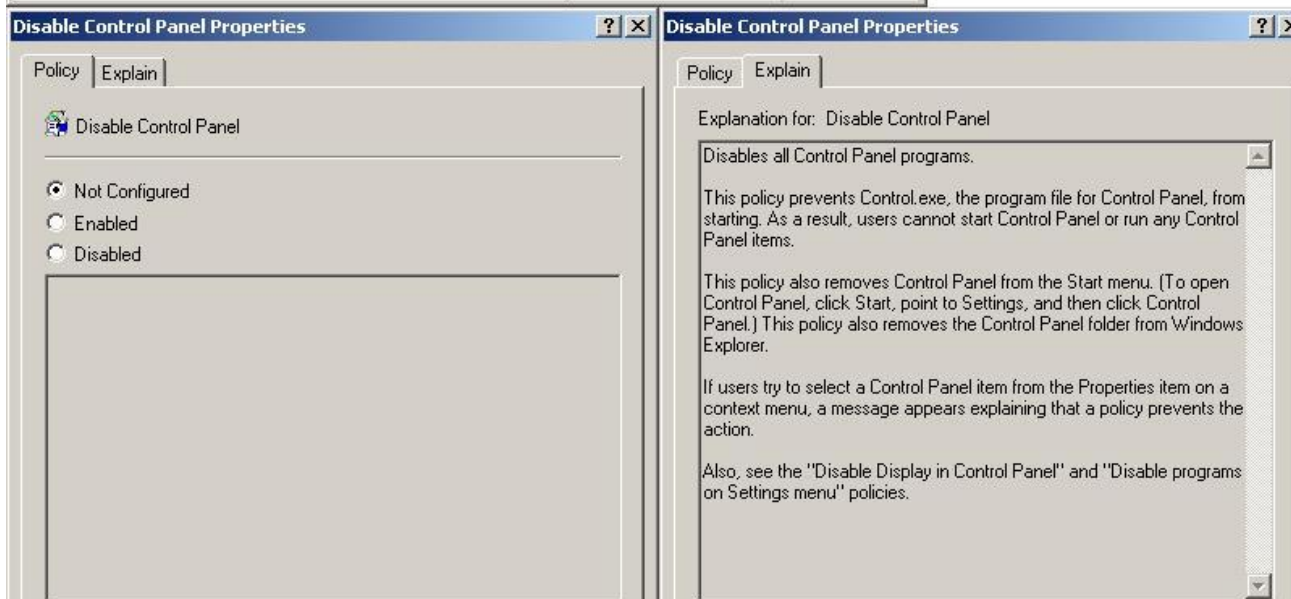 Disable Control Panel Properties
Policy
Explain
Disable Control Panel
Not Configured
Enabled
Disabled
Disable Control Panel Properties
Policy
Explain
Explanation for: Disable Control Panel
Disables all Control Panel programs.
This policy prevents Control.exe, the program file for Control Panel, from
starting. As a result, users cannot start Control Panel or run any Control
Panel items.
This policy also removes Control Panel from the Start menu. (To open
Control Panel, click Start, point to Settings, and then click Control
Panel.) This policy also removes the Control Panel folder from Windows
Explorer.
If users try to select a Control Panel item from the Properties item on a
context menu, a message appears explaining that a policy prevents the
action.
Also, see the "Disable Display in Control Panel" and "Disable programs
on Settings menu" policies.